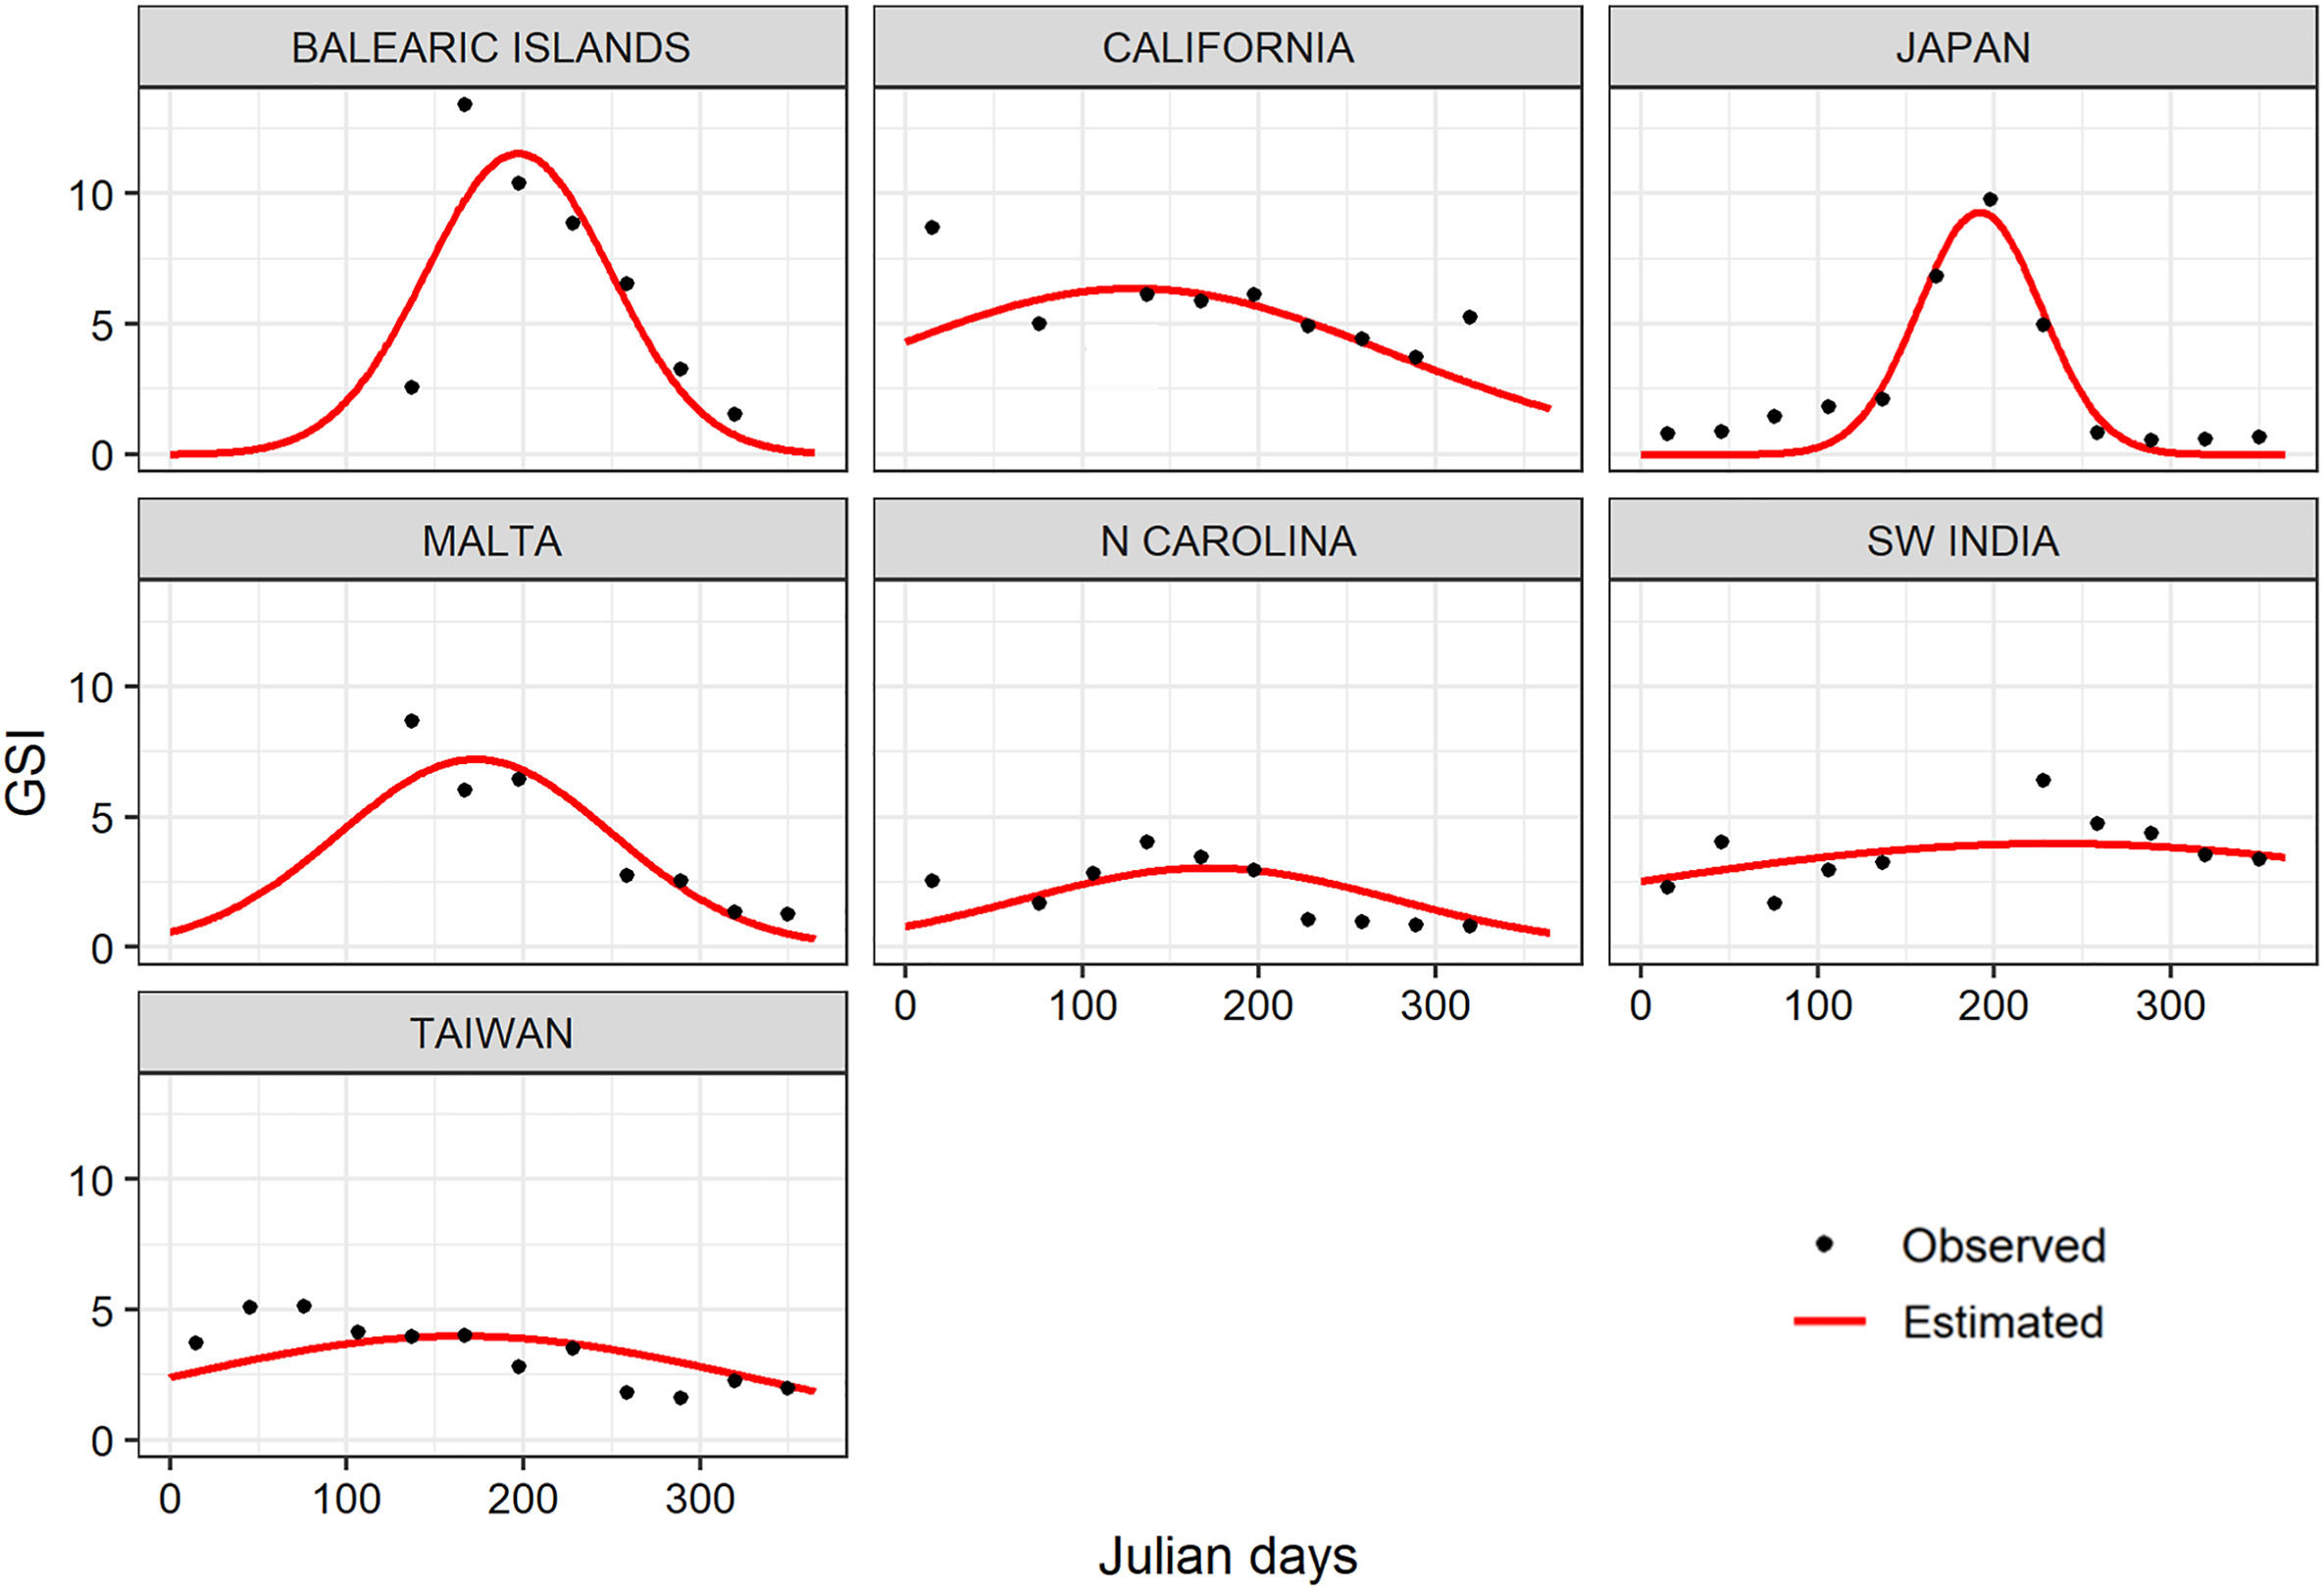 BALEARIC ISLANDS CALIFORNIA JAPAN
10
5
0
MALTA N CAROLINA SW INDIA
10
5
0
GSI
0 100 200 300 0 100 200 300
TAIWAN
10
5
0
0 100 200 300
Observed
Estimated
Julian days